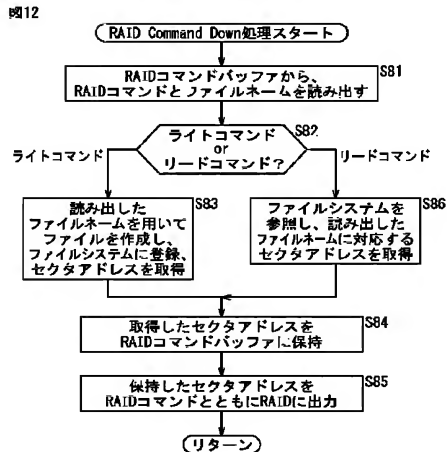 図12
RAID Command Down処理スタート
RAIDコマンドバッファから、
RAIDコマンドとファイルネームを読み出す
S81
ライトコマンド
or
リードコマンド?
S82
ライトコマンド
リードコマンド
読み出した
ファイルネームを用いて
ファイルを作成し、
ファイルシステムに登録、
セクタアドレスを取得
S83
ファイルシステムを
参照し、読み出した
ファイルネームに対応する
セクタアドレスを取得
S86
取得したセクタアドレスを
RAIDコマンドバッファに保持
S84
保持したセクタアドレスを
RAIDコマンドとともにRAIDに出力
S85
リターン